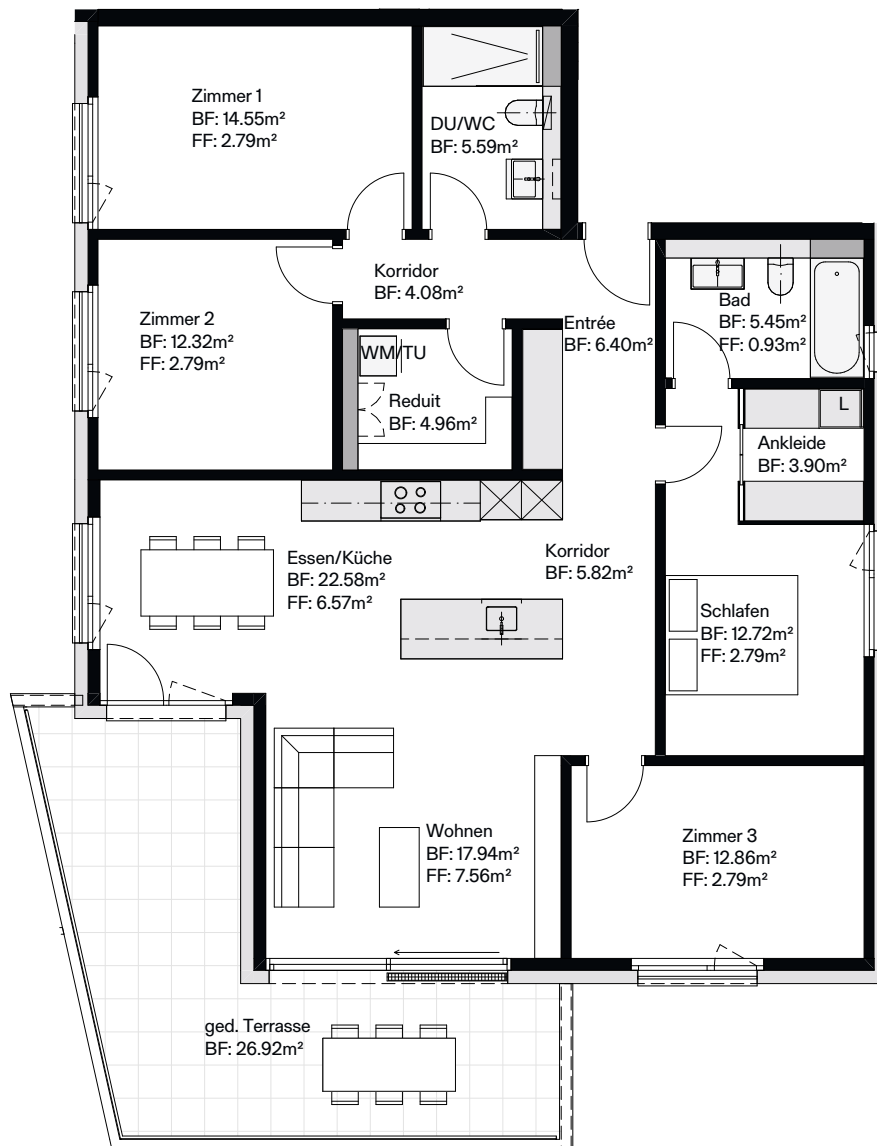 Zimmer 1
BF: 14.55m²
FF: 2.79m²
DU/WC
BF: 5.59m²
Korridor
BF: 4.08m²
Zimmer 2
BF: 12.32m²
FF: 2.79m²
Entrée
BF: 6.40m²
Bad
BF: 5.45m²
FF: 0.93m²
WM/TU
Reduit
BF: 4.96m²
L
Ankleide
BF: 3.90m²
Essen/Küche
BF: 22.58m²
FF: 6.57m²
Korridor
BF: 5.82m²
Schlafen
BF: 12.72m²
FF: 2.79m²
Wohnen
BF: 17.94m²
FF: 7.56m²
Zimmer 3
BF: 12.86m²
FF: 2.79m²
ged. Terrasse
BF: 26.92m²